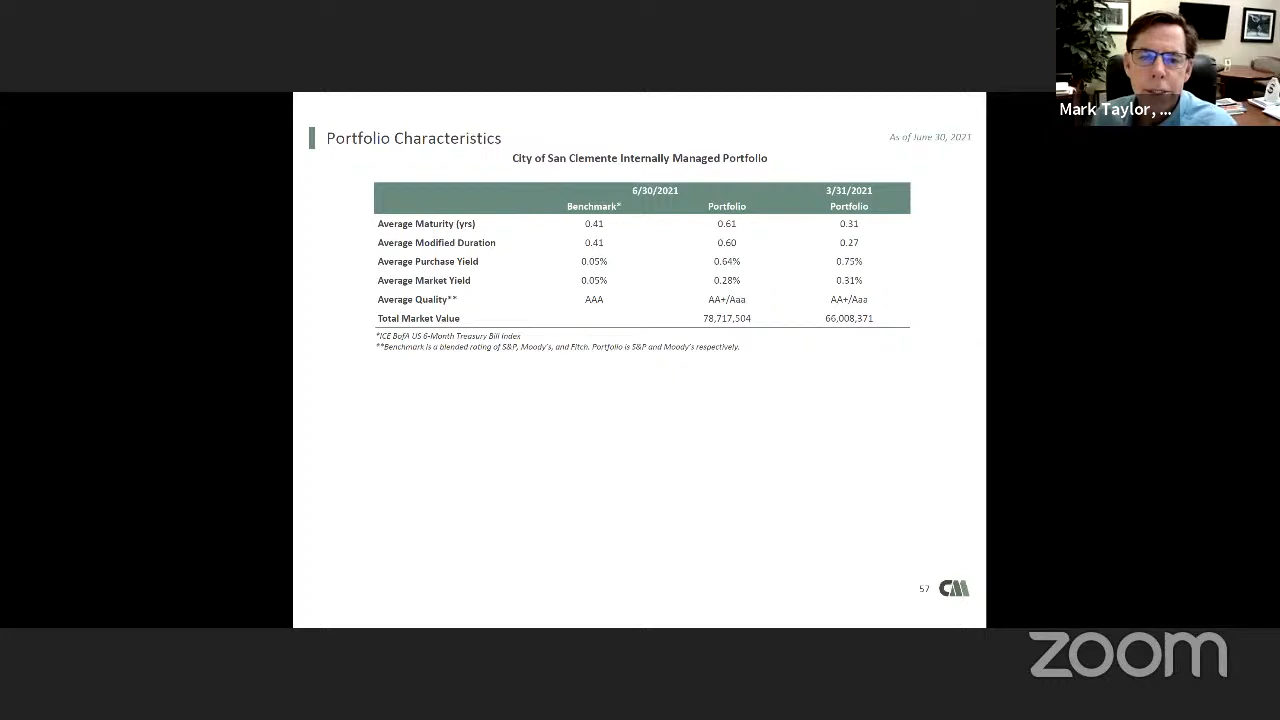 Mark Taylor, ...
Portfolio Characteristics
As of June 30, 2021
City of San Clemente Internally Managed Portfolio
6/30/2021 3/31/2021
Benchmark* Portfolio Portfolio
Average Maturity (yrs) 0.41 0.61 0.31
Average Modified Duration 0.41 0.60 0.27
Average Purchase Yield 0.05% 0.64% 0.75%
Average Market Yield 0.05% 0.28% 0.31%
Average Quality** AAA AA+/Aaa AA+/Aaa
Total Market Value 78,717,504 66,008,371
*ICE BofA US 6-Month Treasury Bill Index
**Benchmark is a blended rating of S&P, Moody's, and Fitch. Portfolio is S&P and Moody's respectively.
57 CM
zoom